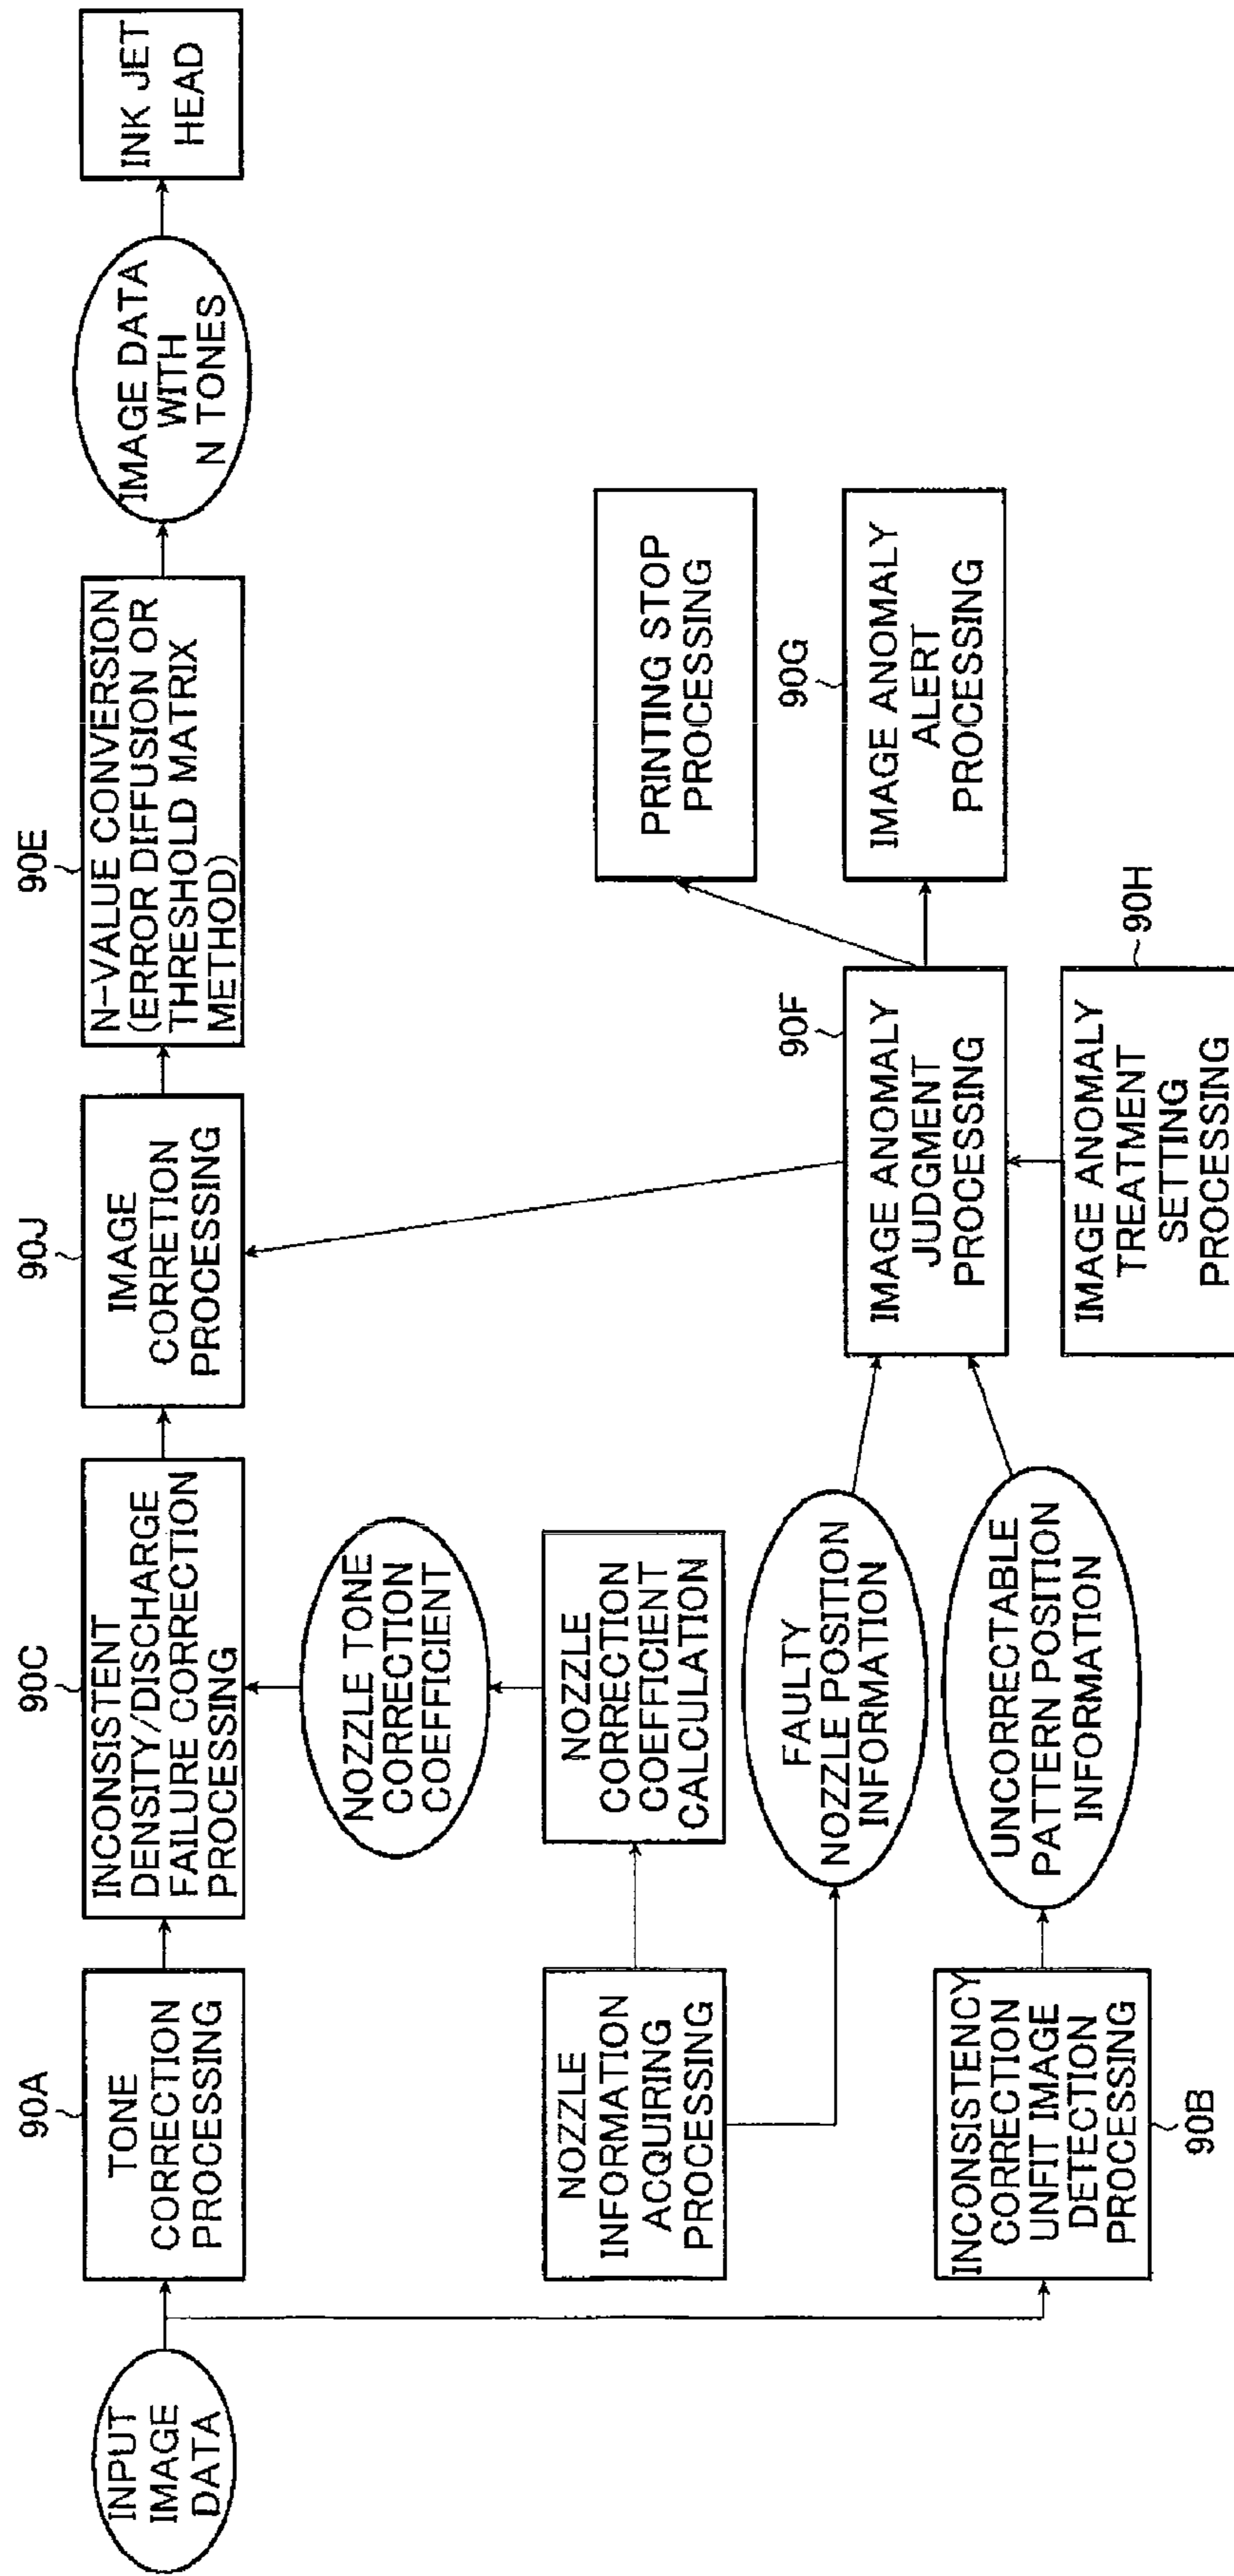 INPUT
IMAGE
DATA
90A
TONE
CORRECTION
PROCESSING
90C
INCONSISTENT
DENSITY/DISCHARGE
FAILURE CORRECTION
PROCESSING
90J
IMAGE
CORRETION
PROCESSING
90E
N-VALUE CONVERSION
(ERROR DIFFUSION OR
THRESHOLD MATRIX
METHOD)
IMAGE DATA
WITH
N TONES
INK JET
HEAD
NOZZLE TONE
CORRECTION
COEFFICIENT
NOZZLE
INFORMATION
ACQUIRING
PROCESSING
NOZZLE
CORRECTION
COEFFICIENT
CALCULATION
PRINTING STOP
PROCESSING
FAULTY
NOZZLE POSITION
INFORMATION
90F
IMAGE ANOMALY
JUDGMENT
PROCESSING
90G
IMAGE ANOMALY
ALERT
PROCESSING
INCONSISTENCY
CORRECTION
UNFIT IMAGE
DETECTION
PROCESSING
90B
UNCORRECTABLE
PATTERN POSITION
INFORMATION
90H
IMAGE ANOMALY
TREATMENT
SETTING
PROCESSING